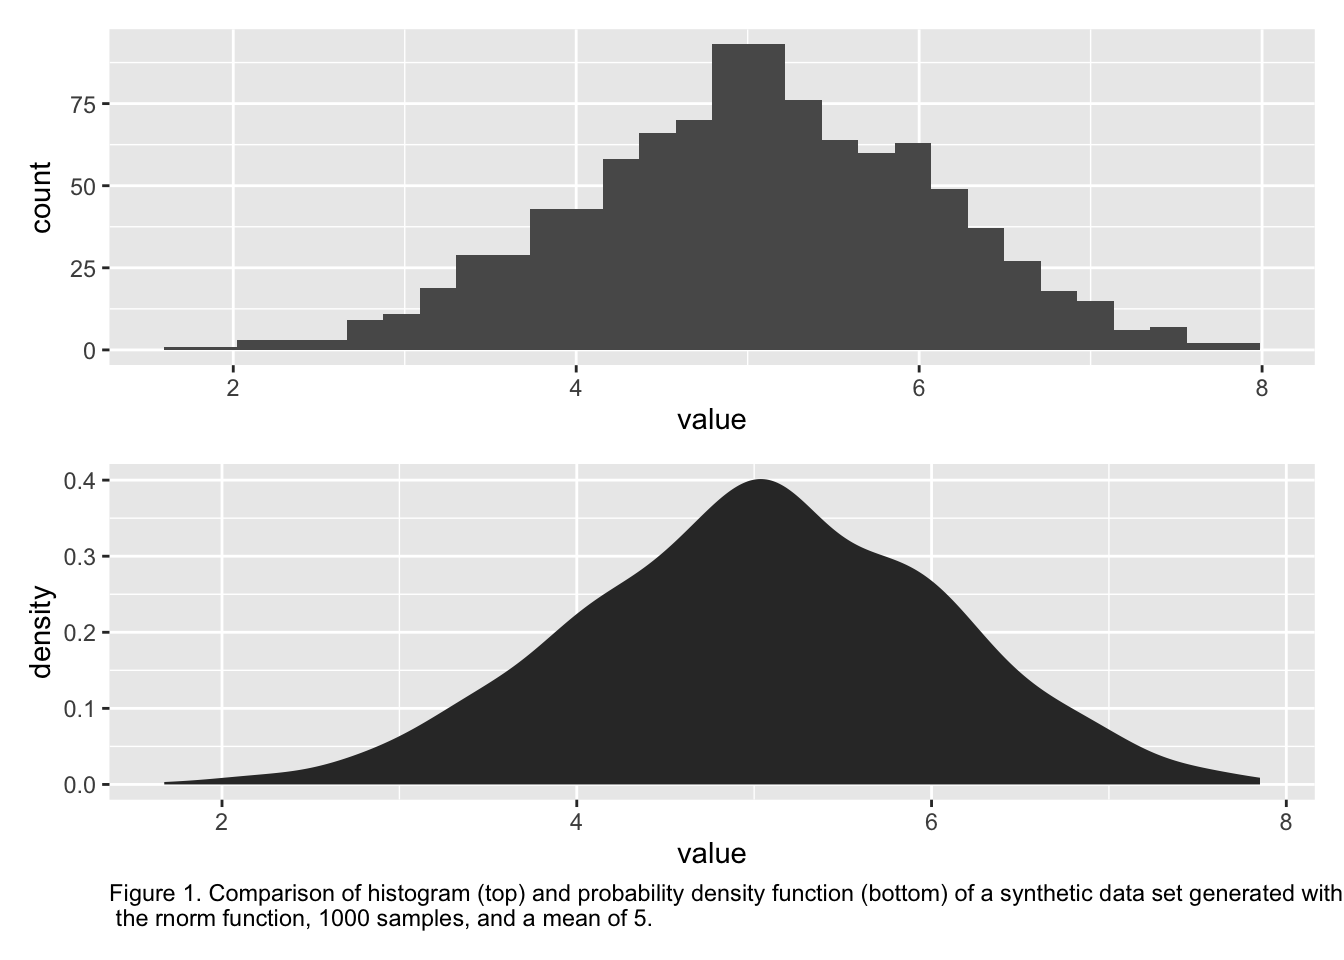 75
50
25
0
count
2 4 6 8
value
0.4
0.3
0.2
0.1
0.0
density
2 4 6 8
value
Figure 1. Comparison of histogram (top) and probability density function (bottom) of a synthetic data set generated with
the rnorm function, 1000 samples, and a mean of 5.